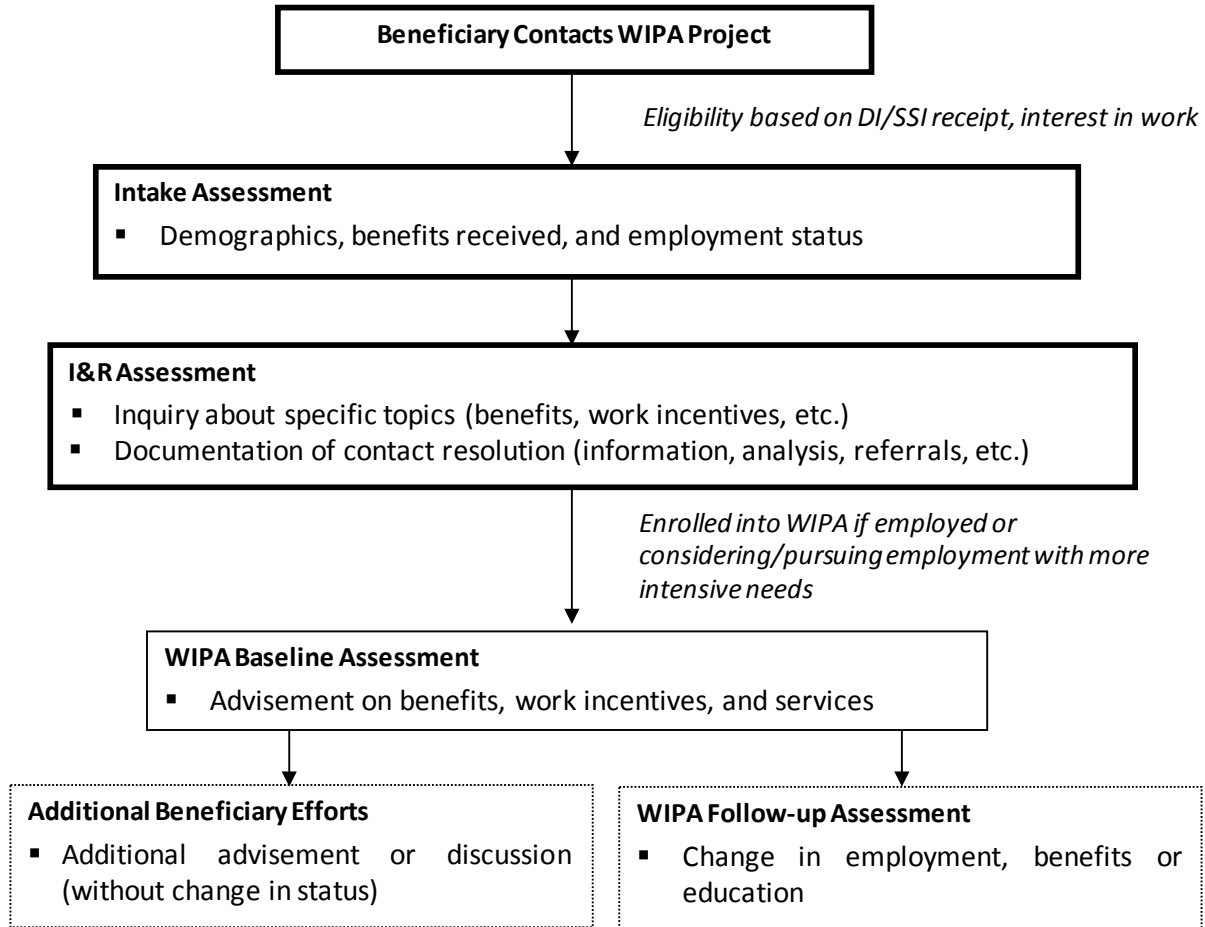 Beneficiary Contacts WIPA Project
Eligibility based on DI/SSI receipt, interest in work
Intake Assessment
▪ Demographics, benefits received, and employment status
I&R Assessment
▪ Inquiry about specific topics (benefits, work incentives, etc.)
▪ Documentation of contact resolution (information, analysis, referrals, etc.)
Enrolled into WIPA if employed or
considering/pursuing employment with more
intensive needs
WIPA Baseline Assessment
▪ Advisement on benefits, work incentives, and services
Additional Beneficiary Efforts
▪ Additional advisement or discussion
(without change in status)
WIPA Follow-up Assessment
▪ Change in employment, benefits or
education